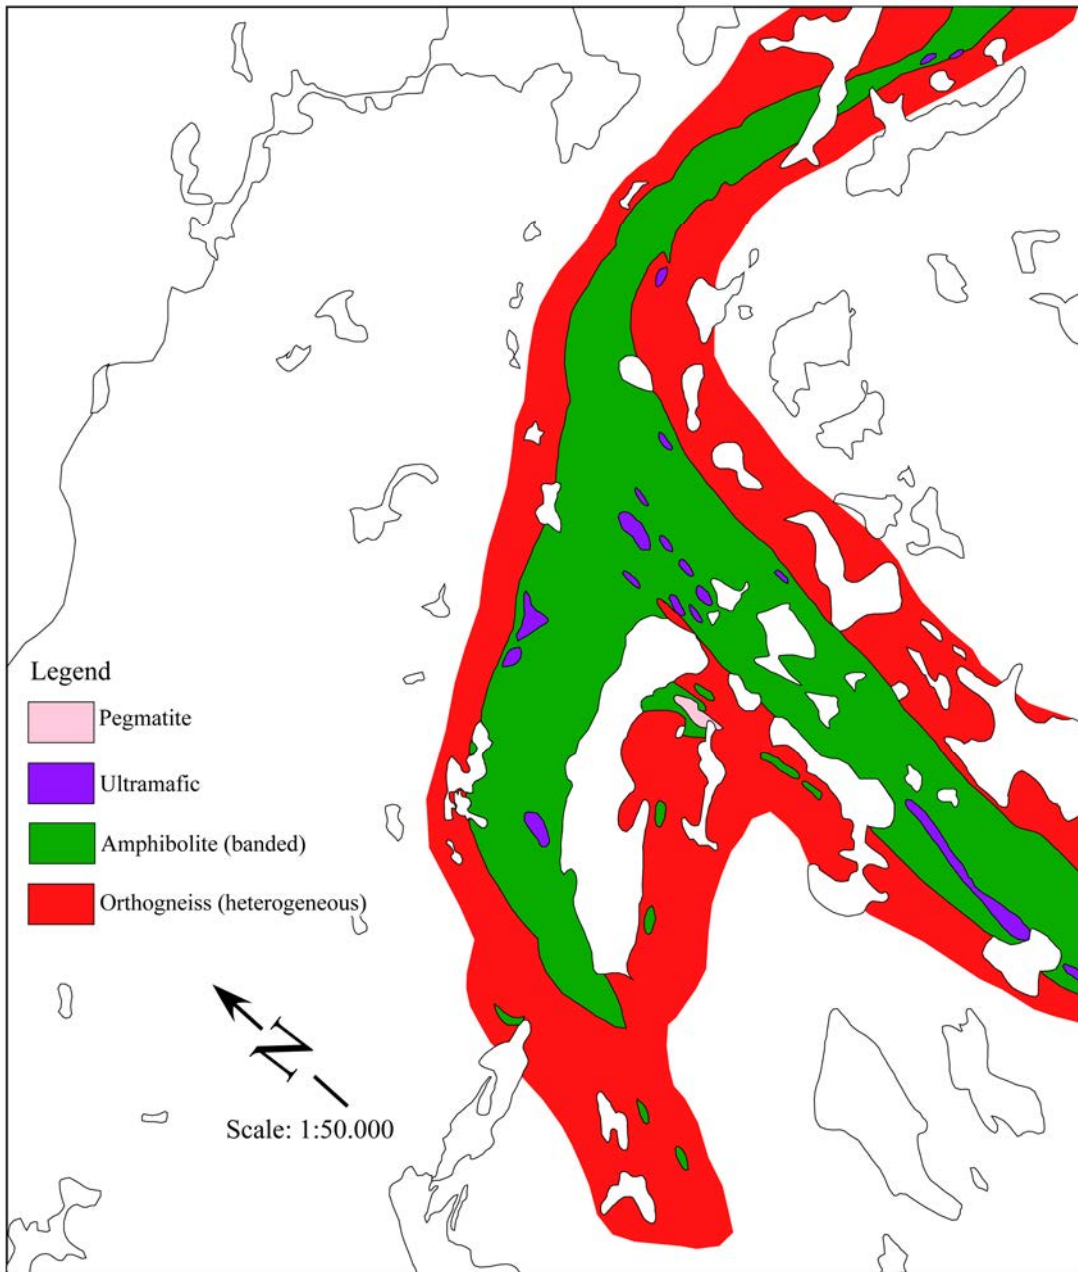 Legend
Pegmatite
Ultramafic
Amphibolite (banded)
Orthogneiss (heterogeneous)
N
Scale: 1:50.000